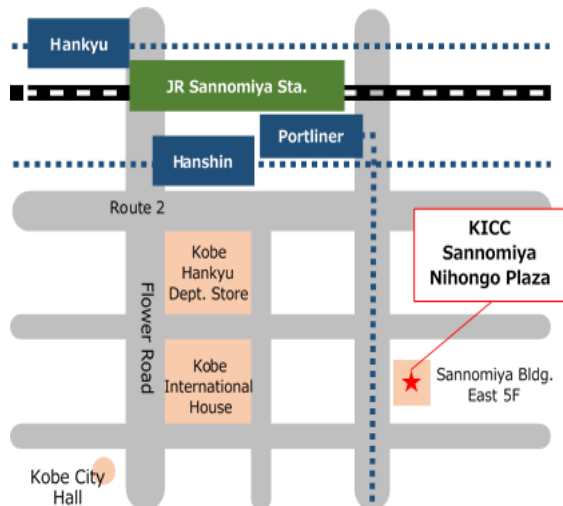 Hankyu
JR Sannomiya Sta.
Portliner
Hanshin
Route 2
KICC
Sannomiya
Nihongo Plaza
Kobe
Hankyu
Dept. Store
Flower Road
Kobe
International
House
Sannomiya Bldg.
East 5F
Kobe City
Hall